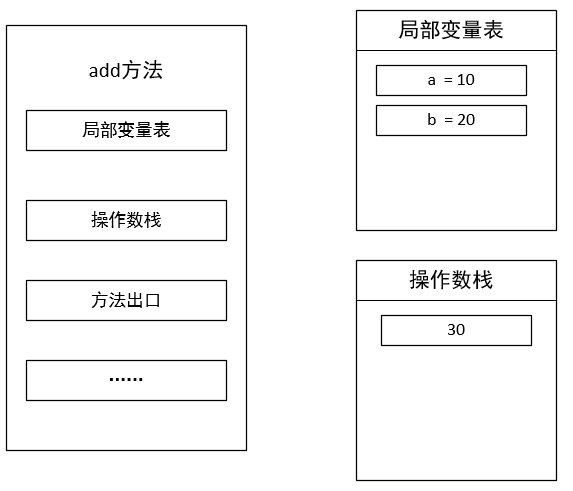 add方法
局部变量表
操作数栈
方法出口
……
局部变量表
a = 10
b = 20
操作数栈
30